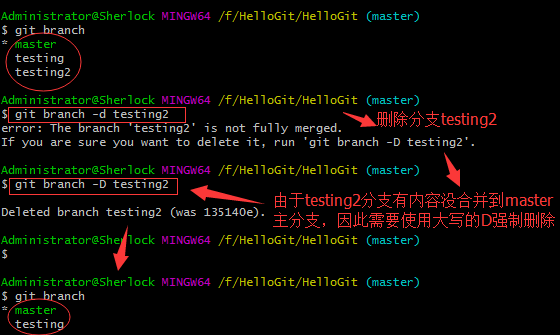 Administrator@Sherlock MINGW64 /f/HelloGit/HelloGit (master)
$ git branch
* master
testing
testing2
Administrator@Sherlock MINGW64 /f/HelloGit/HelloGit (master)
$ git branch -d testing2
删除分支testing2
error: The branch 'testing2' is not fully merged.
If you are sure you want to delete it, run 'git branch -D testing2'.
Administrator@Sherlock MINGW64 /f/HelloGit/HelloGit (master)
$ git branch -D testing2
由于testing2分支有内容没合并到master
主分支，因此需要使用大写的D强制删除
Deleted branch testing2 (was 135140e).
Administrator@Sherlock MINGW64 /f/HelloGit/HelloGit (master)
$
Administrator@Sherlock MINGW64 /f/HelloGit/HelloGit (master)
$ git branch
* master
testing